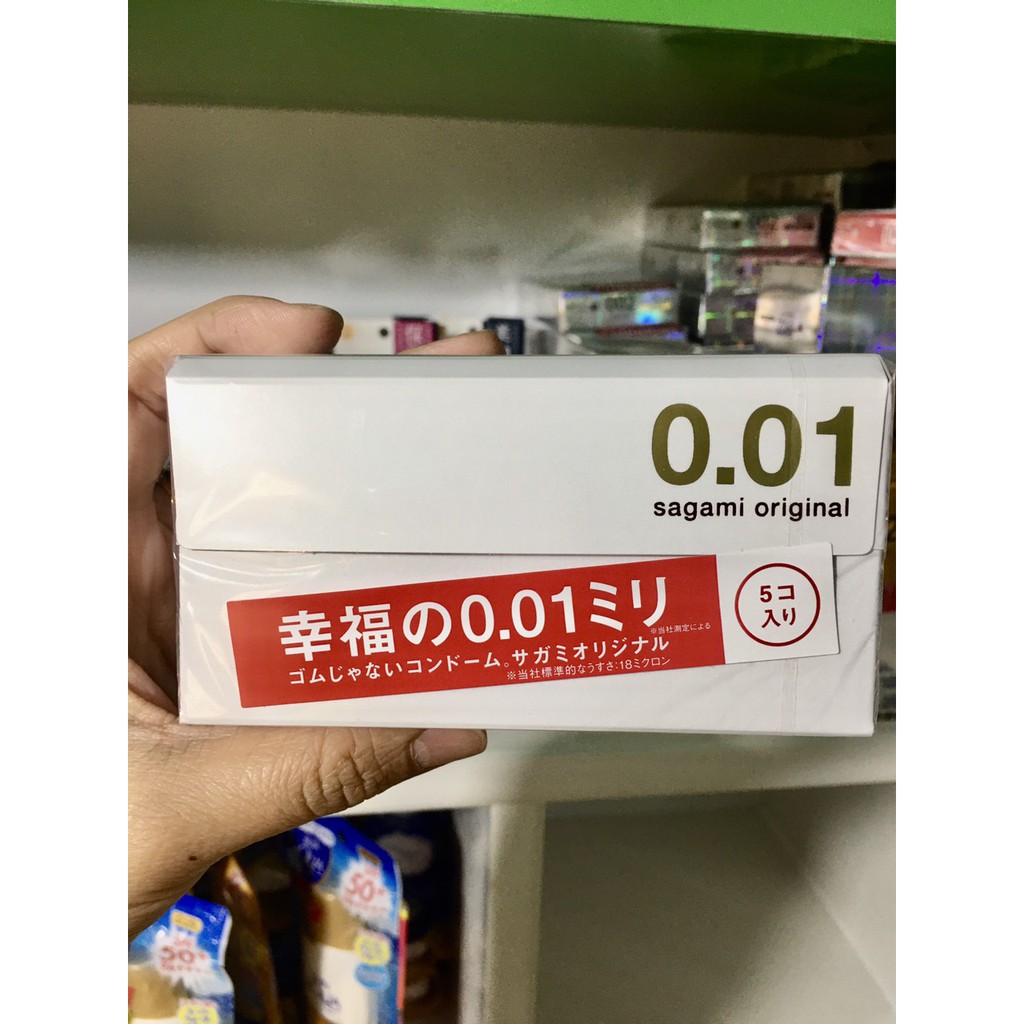 0.01
sagami original
幸福の0.01ミリ
※当社測定による
ゴムじゃないコンドーム。サガミオリジナル
※当社標準的なうすさ:18ミクロン
5コ
入り
50+
50+